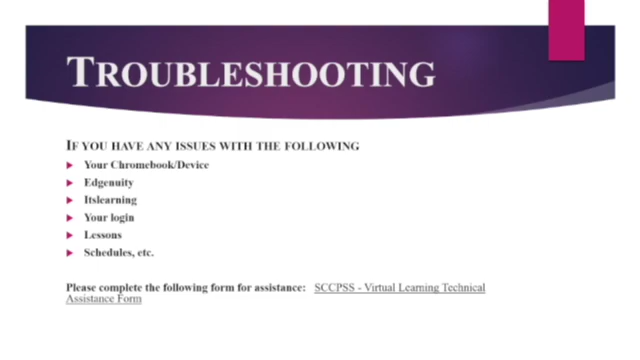 TROUBLESHOOTING
IF YOU HAVE ANY ISSUES WITH THE FOLLOWING
Your Chromebook/Device
Edgenuity
Itslearning
Your login
Lessons
Schedules, etc.
Please complete the following form for assistance: SCCPSS - Virtual Learning Technical
Assistance Form